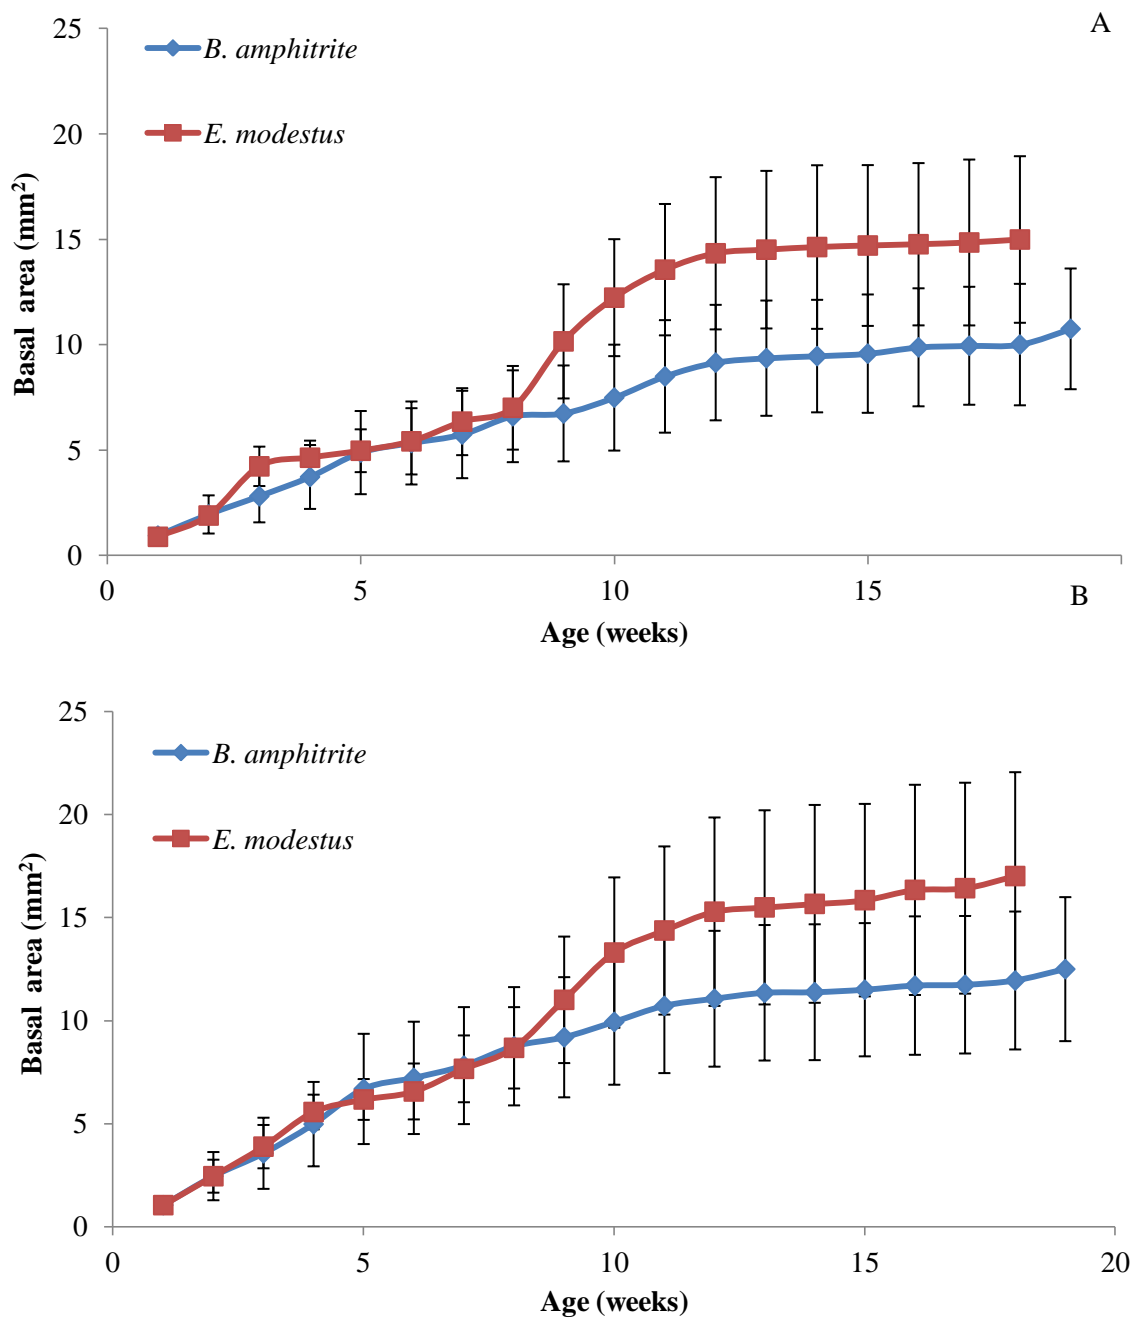 A
25
20
15
10
5
0
Basal area (mm²)
B. amphitrite
E. modestus
0 5 10 15
B
Age (weeks)
25
20
15
10
5
0
Basal area (mm²)
B. amphitrite
E. modestus
0 5 10 15 20
Age (weeks)